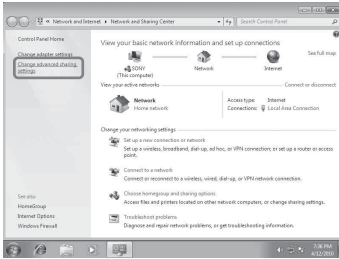 « Network and Internet ▸ Network and Sharing Center
Search Control Panel
Control Panel Home
Change adapter settings
Change advanced sharing
settings
See also
HomeGroup
Internet Options
Windows Firewall
View your basic network information and set up connections
See full map
SONY
(This computer)
Network
Internet
View your active networks
Connect or disconnect
Network
Home network
Access type: Internet
Connections: Local Area Connection
Change your networking settings
Set up a new connection or network
Set up a wireless, broadband, dial-up, ad hoc, or VPN connection; or set up a router or access
point.
Connect to a network
Connect or reconnect to a wireless, wired, dial-up, or VPN network connection.
Choose homegroup and sharing options
Access files and printers located on other network computers, or change sharing settings.
Troubleshoot problems
Diagnose and repair network problems, or get troubleshooting information.
7:36 PM
4/12/2010